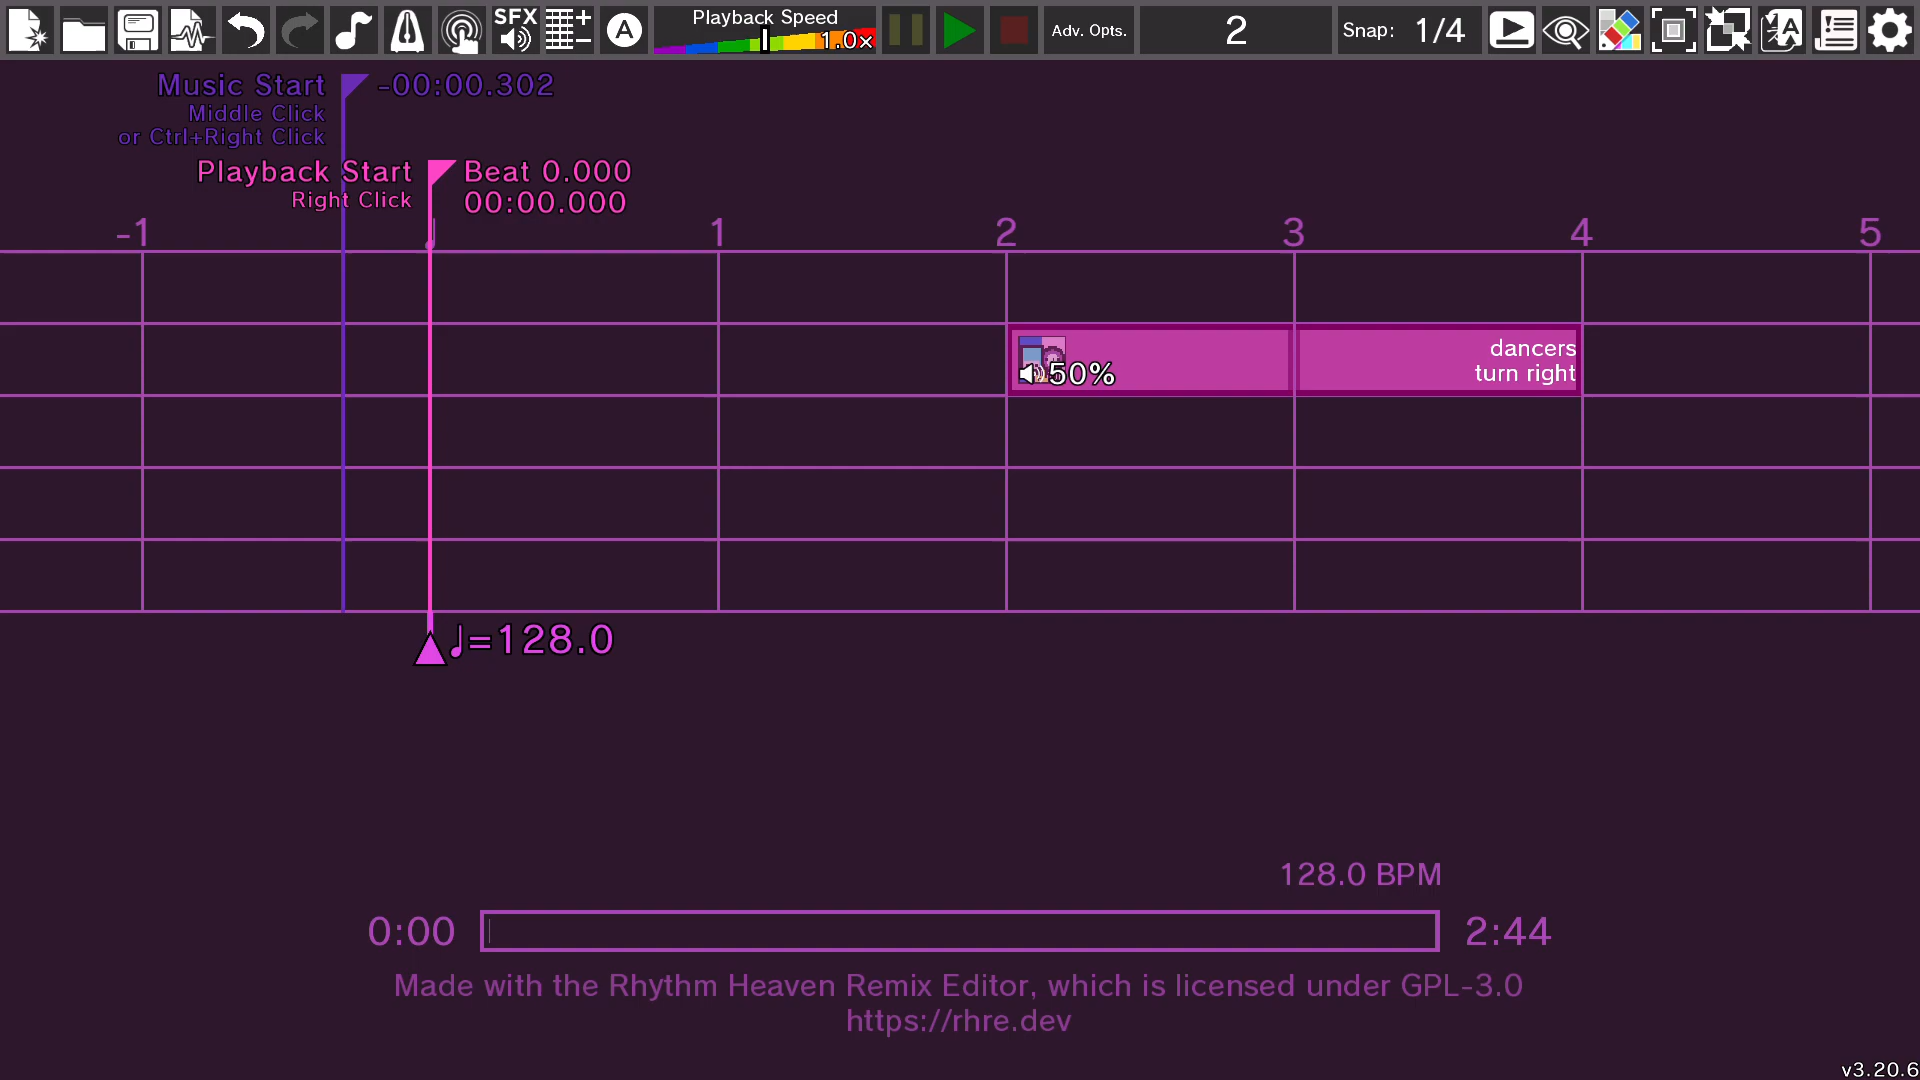 SFX
A
Playback Speed
1.0x
Adv. Opts.
2
Snap: 1/4
A
Music Start
-00:00.302
Middle Click
or Ctrl+Right Click
Playback Start
Beat 0.000
Right Click
00:00.000
-1 1 2 3 4 5
dancers
50%
turn right
♩=128.0
128.0 BPM
0:00
2:44
Made with the Rhythm Heaven Remix Editor, which is licensed under GPL-3.0
https://rhre.dev
v3.20.6